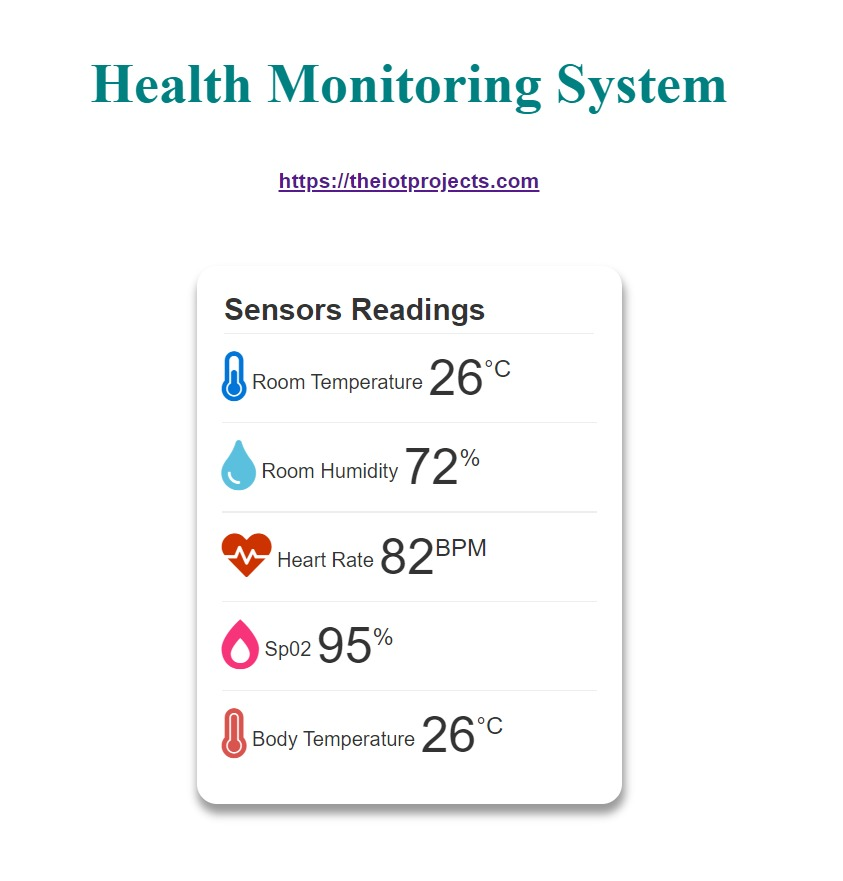 Health Monitoring System
https://theiotprojects.com
Sensors Readings
Room Temperature 26°C
Room Humidity 72%
Heart Rate 82BPM
Sp02 95%
Body Temperature 26°C